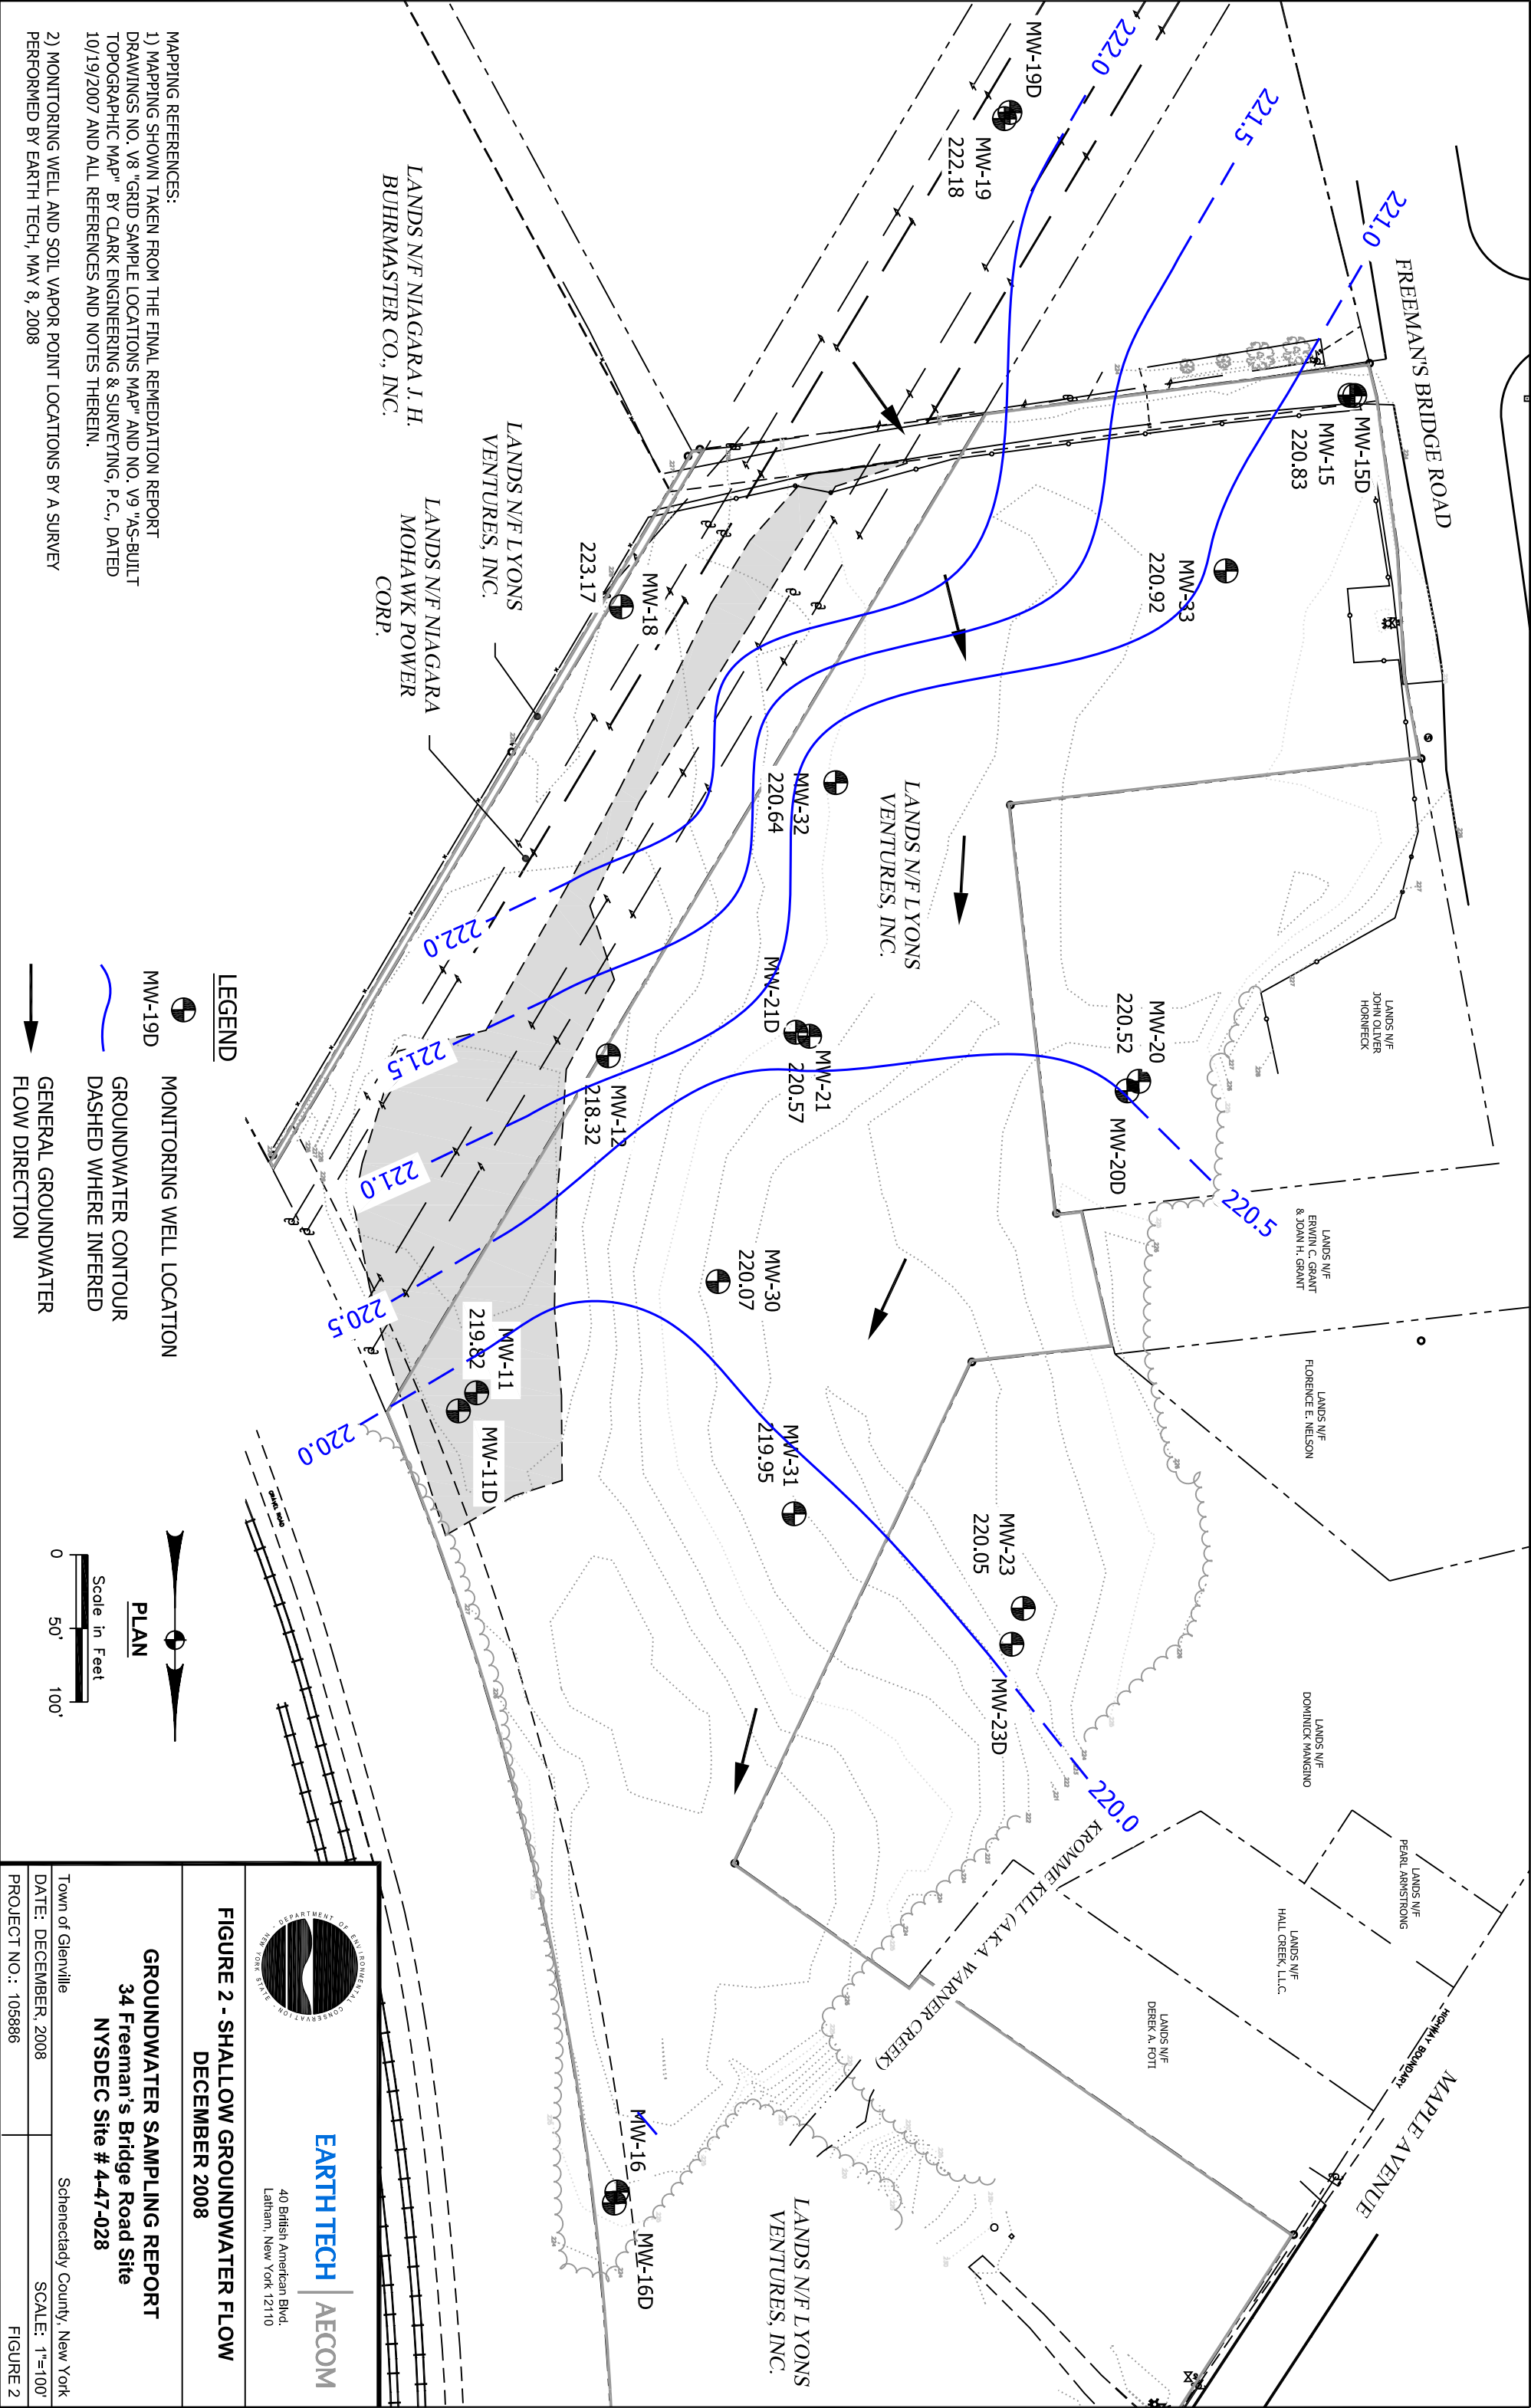 FREEMAN'S BRIDGE ROAD
222.0
221.5
221.0
MW-19D
MW-19
222.18
MW-15D
MW-15
220.83
MW-33
220.92
MW-18
223.17
MW-32
220.64
LANDS N/F NIAGARA J. H.
BUHRMASTER CO., INC.
LANDS N/F LYONS
VENTURES, INC.
LANDS N/F NIAGARA
MOHAWK POWER
CORP.
LANDS N/F LYONS
VENTURES, INC.
MW-20
220.52
MW-20D
MW-21D
MW-21
220.57
MW-12
218.32
222.0
221.5
221.0
220.5
220.0
220.5
220.0
MW-30
220.07
MW-11
219.82
MW-11D
MW-31
219.95
MW-23
220.05
MW-23D
MW-16
MW-16D
LANDS N/F
JOHN OLIVER
HORNFECK
LANDS N/F
ERWIN C. GRANT
& JOAN H. GRANT
LANDS N/F
FLORENCE E. NELSON
LANDS N/F
DOMINICK MANGINO
LANDS N/F
PEARL ARMSTRONG
LANDS N/F
HALL CREEK, L.L.C.
LANDS N/F
DEREK A. FOTI
KROMME KILL (A.K.A. WARNER CREEK)
HIGHWAY BOUNDARY
MAPLE AVENUE
LANDS N/F LYONS
VENTURES, INC.
GRAVEL ROAD
MAPPING REFERENCES:
1) MAPPING SHOWN TAKEN FROM THE FINAL REMEDIATION REPORT
DRAWINGS NO. V8 "GRID SAMPLE LOCATIONS MAP" AND NO. V9 "AS-BUILT
TOPOGRAPHIC MAP" BY CLARK ENGINEERING & SURVEYING, P.C., DATED
10/19/2007 AND ALL REFERENCES AND NOTES THEREIN.
2) MONITORING WELL AND SOIL VAPOR POINT LOCATIONS BY A SURVEY
PERFORMED BY EARTH TECH, MAY 8, 2008
LEGEND
MW-19D
MONITORING WELL LOCATION
GROUNDWATER CONTOUR
DASHED WHERE INFERED
GENERAL GROUNDWATER
FLOW DIRECTION
PLAN
Scale in Feet
0 50' 100'
NEW YORK STATE - DEPARTMENT OF ENVIRONMENTAL CONSERVATION
EARTH TECH | AECOM
40 British American Blvd.
Latham, New York 12110
FIGURE 2 - SHALLOW GROUNDWATER FLOW
DECEMBER 2008
GROUNDWATER SAMPLING REPORT
34 Freeman's Bridge Road Site
NYSDEC Site # 4-47-028
Town of Glenville
Schenectady County, New York
DATE: DECEMBER, 2008
SCALE: 1"=100'
PROJECT NO.: 105886
FIGURE 2